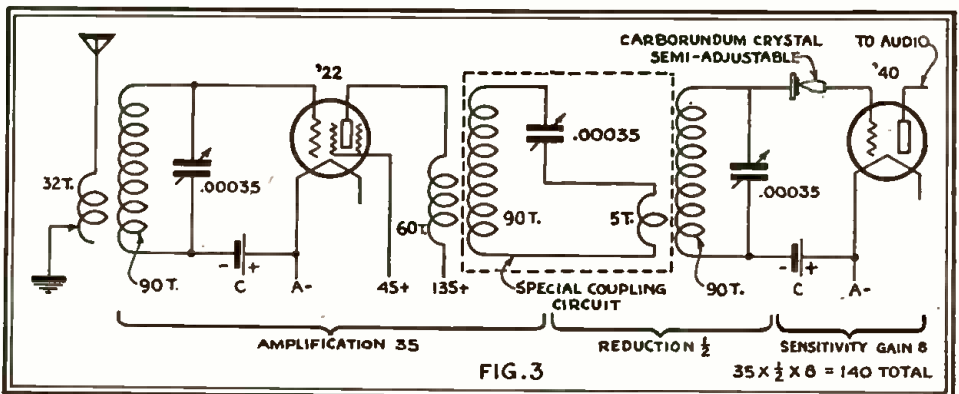 CARBORUNDUM CRYSTAL
SEMI-ADJUSTABLE
TO AUDIO
'22
'40
.00035
32T.
.00035
60T.
90T.
5T.
.00035
90T.
- +
C
A-
45+
135+
SPECIAL COUPLING
CIRCUIT
90T.
- +
C
A-
AMPLIFICATION 35
REDUCTION ½
SENSITIVITY GAIN 8
FIG.3
35 x ½ x 8 = 140 TOTAL